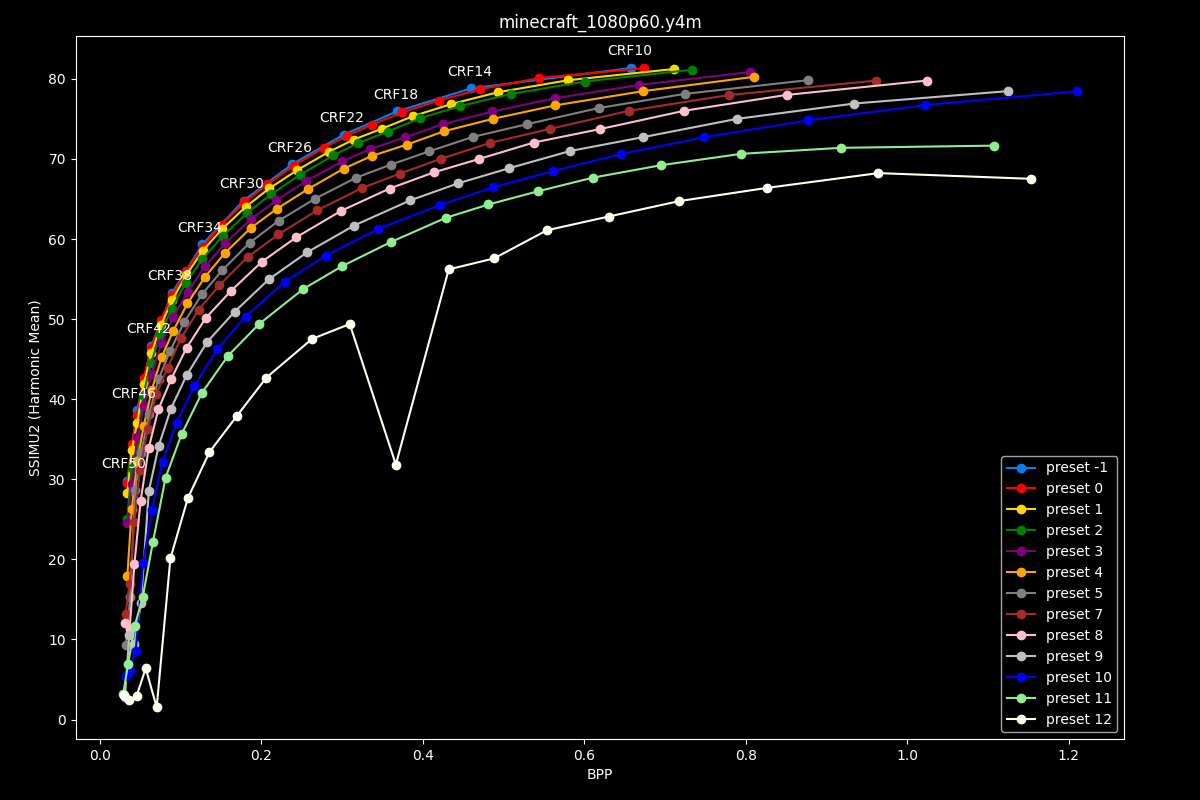 minecraft_1080p60.y4m
CRF10
CRF14
CRF18
CRF22
CRF26
CRF30
CRF34
CRF38
CRF42
CRF46
CRF50
SSIMU2 (Harmonic Mean)
80
70
60
50
40
30
20
10
0
0.0 0.2 0.4 0.6 0.8 1.0 1.2
BPP
preset -1
preset 0
preset 1
preset 2
preset 3
preset 4
preset 5
preset 7
preset 8
preset 9
preset 10
preset 11
preset 12